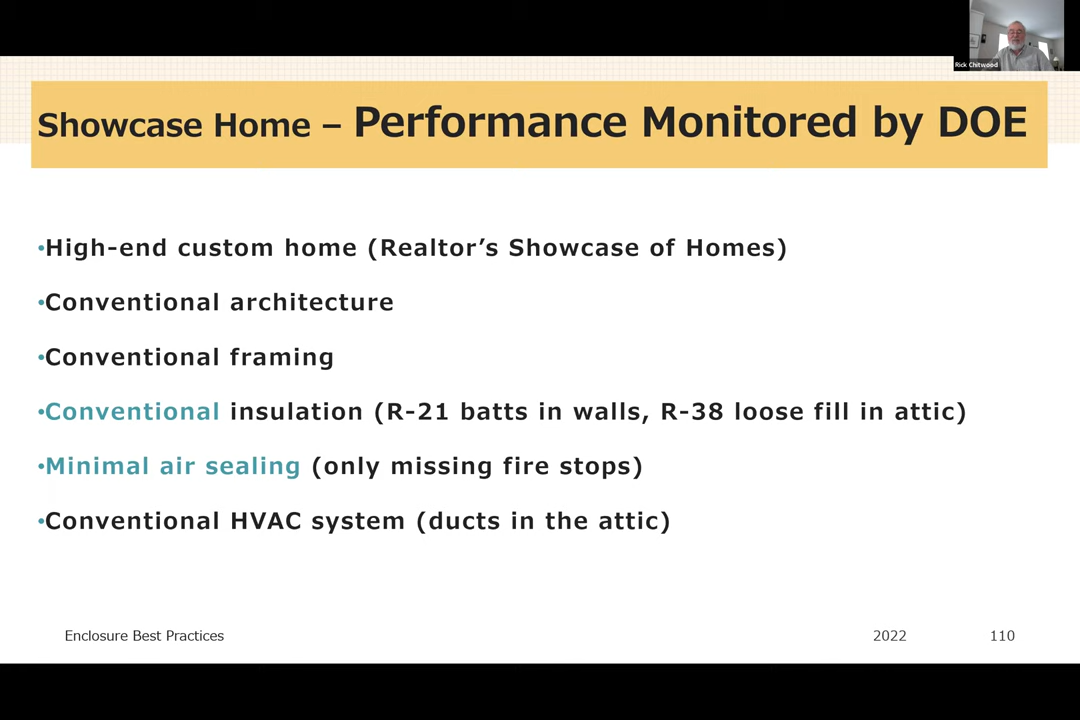 Rick Chitwood
Showcase Home – Performance Monitored by DOE
•High-end custom home (Realtor’s Showcase of Homes)
•Conventional architecture
•Conventional framing
•Conventional insulation (R-21 batts in walls, R-38 loose fill in attic)
•Minimal air sealing (only missing fire stops)
•Conventional HVAC system (ducts in the attic)
Enclosure Best Practices 2022 110